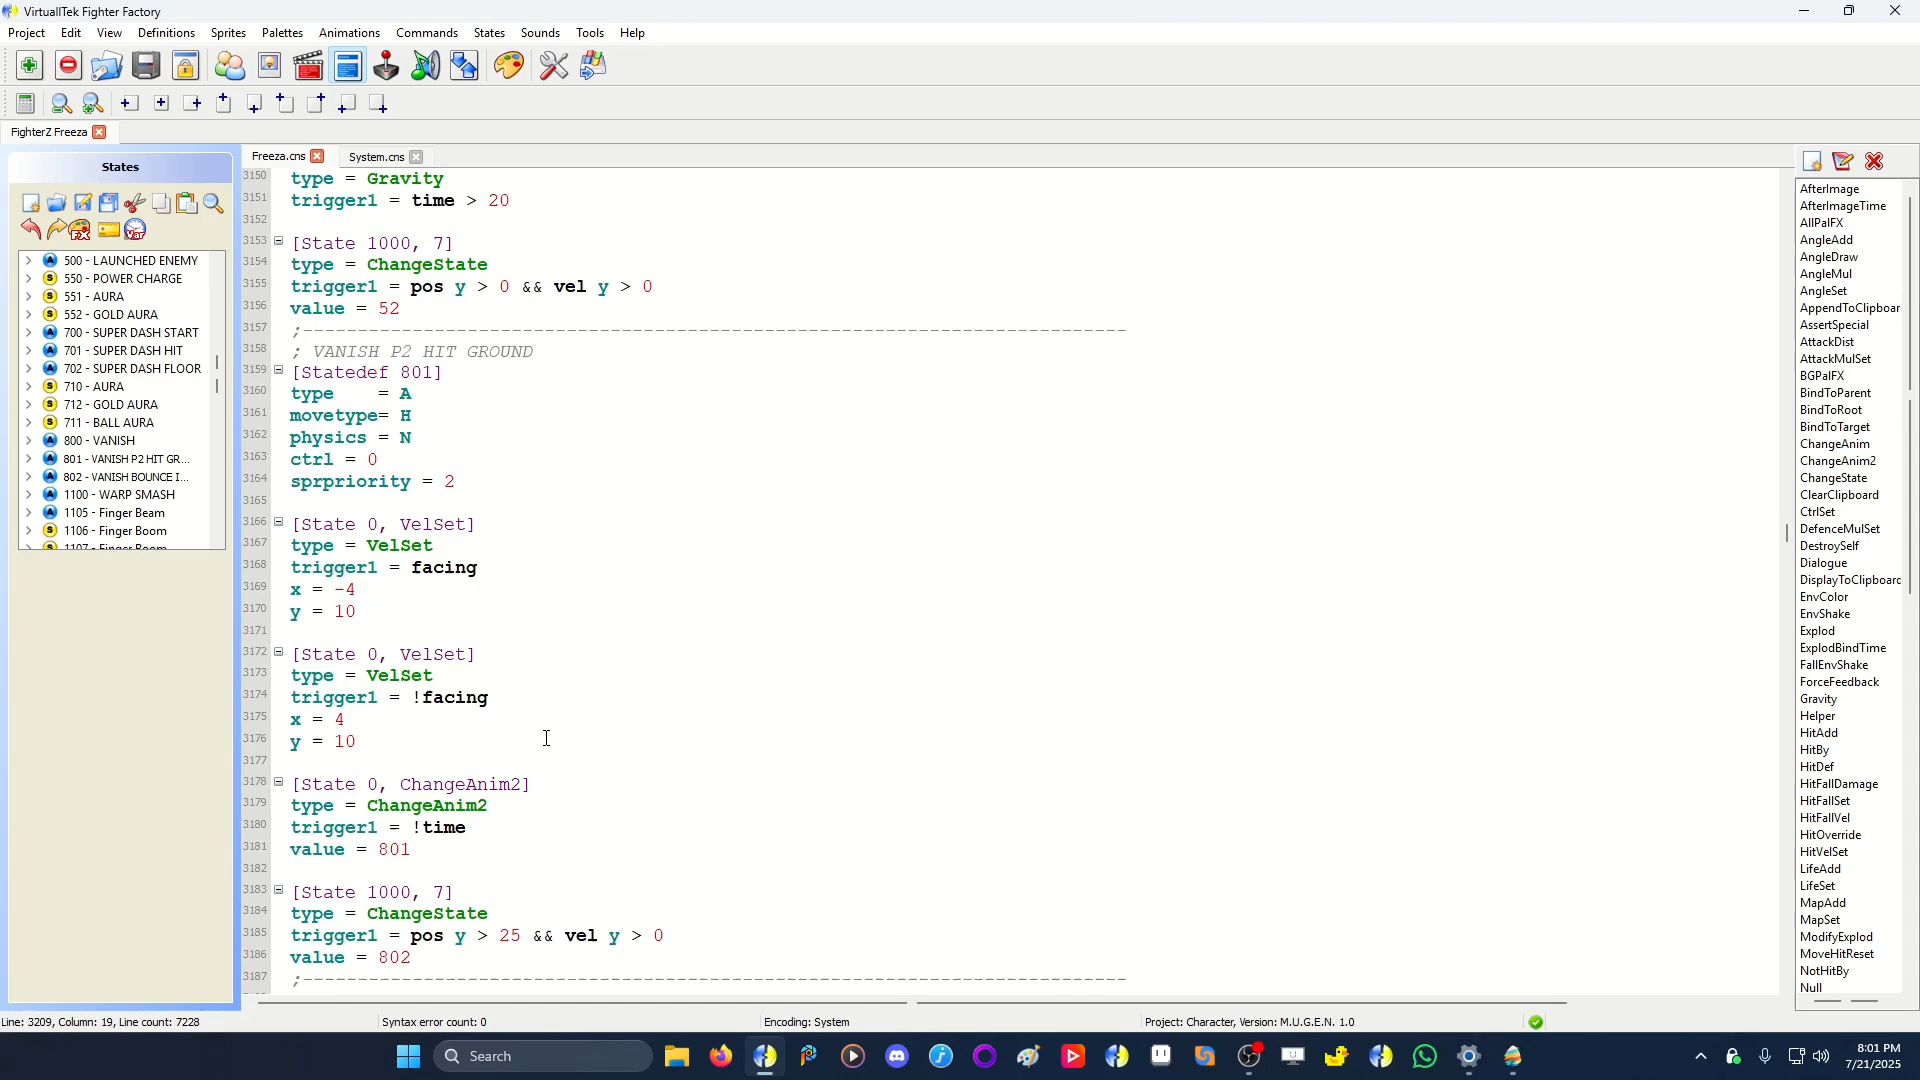 VirtuallTek Fighter Factory
Project Edit View Definitions Sprites Palettes Animations Commands States Sounds Tools Help
FighterZ Freeza
States
500 - LAUNCHED ENEMY
550 - POWER CHARGE
551 - AURA
552 - GOLD AURA
700 - SUPER DASH START
701 - SUPER DASH HIT
702 - SUPER DASH FLOOR
710 - AURA
712 - GOLD AURA
711 - BALL AURA
800 - VANISH
801 - VANISH P2 HIT GR...
802 - VANISH BOUNCE I...
1100 - WARP SMASH
1105 - Finger Beam
1106 - Finger Boom
1107 - Finger Boom
Freeza.cns System.cns
3150 type = Gravity
3151 trigger1 = time > 20
3152
3153 [State 1000, 7]
3154 type = ChangeState
3155 trigger1 = pos y > 0 && vel y > 0
3156 value = 52
3157 ;---------------------------------------------------------------------------
3158 ; VANISH P2 HIT GROUND
3159 [Statedef 801]
3160 type    = A
3161 movetype= H
3162 physics = N
3163 ctrl = 0
3164 sprpriority = 2
3165
3166 [State 0, VelSet]
3167 type = VelSet
3168 trigger1 = facing
3169 x = -4
3170 y = 10
3171
3172 [State 0, VelSet]
3173 type = VelSet
3174 trigger1 = !facing
3175 x = 4
3176 y = 10
3177
3178 [State 0, ChangeAnim2]
3179 type = ChangeAnim2
3180 trigger1 = !time
3181 value = 801
3182
3183 [State 1000, 7]
3184 type = ChangeState
3185 trigger1 = pos y > 25 && vel y > 0
3186 value = 802
3187 ;---------------------------------------------------------------------------
AfterImage
AfterImageTime
AllPalFX
AngleAdd
AngleDraw
AngleMul
AngleSet
AppendToClipboar
AssertSpecial
AttackDist
AttackMulSet
BGPalFX
BindToParent
BindToRoot
BindToTarget
ChangeAnim
ChangeAnim2
ChangeState
ClearClipboard
CtrlSet
DefenceMulSet
DestroySelf
Dialogue
DisplayToClipboard
EnvColor
EnvShake
Explod
ExplodBindTime
FallEnvShake
ForceFeedback
Gravity
Helper
HitAdd
HitBy
HitDef
HitFallDamage
HitFallSet
HitFallVel
HitOverride
HitVelSet
LifeAdd
LifeSet
MapAdd
MapSet
ModifyExplod
MoveHitReset
NotHitBy
Null
Line: 3209, Column: 19, Line count: 7228 Syntax error count: 0 Encoding: System Project: Character, Version: M.U.G.E.N. 1.0
Search
8:01 PM
7/21/2025